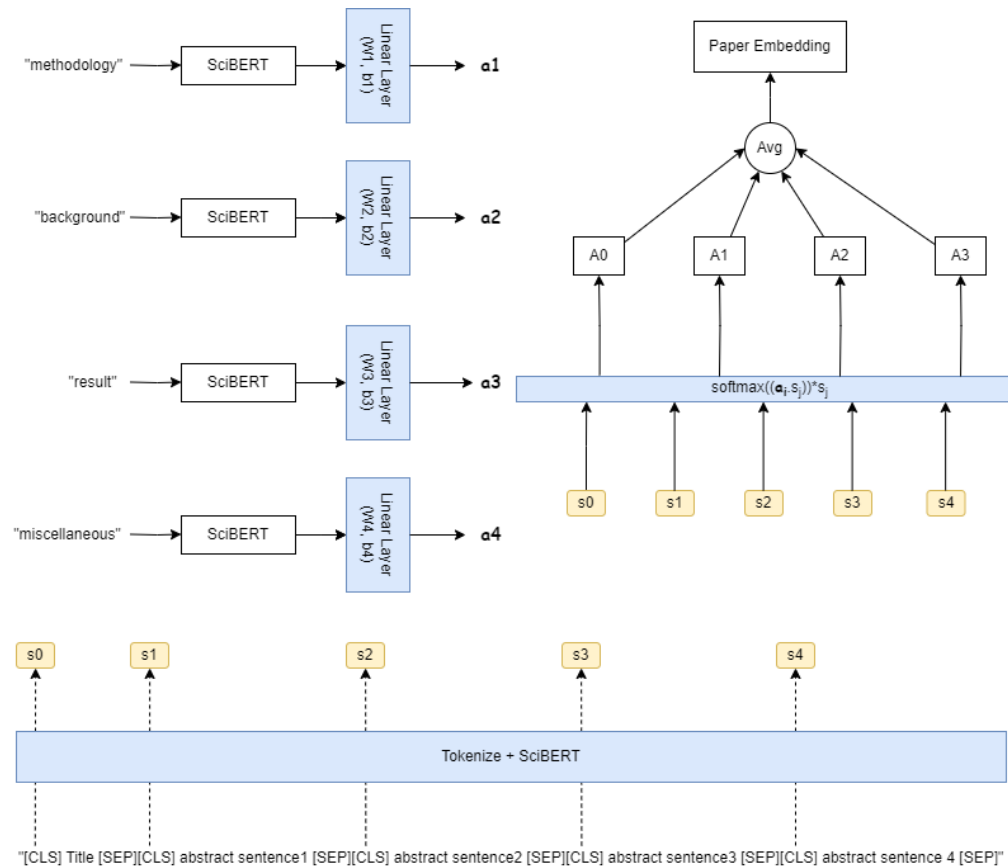 "methodology"
SciBERT
Linear Layer
(W1, b1)
a1
"background"
SciBERT
Linear Layer
(W2, b2)
a2
"result"
SciBERT
Linear Layer
(W3, b3)
a3
"miscellaneous"
SciBERT
Linear Layer
(W4, b4)
a4
Paper Embedding
Avg
A0
A1
A2
A3
softmax((ai.sj))*sj
s0
s1
s2
s3
s4
s0
s1
s2
s3
s4
Tokenize + SciBERT
"[CLS] Title [SEP][CLS] abstract sentence1 [SEP][CLS] abstract sentence2 [SEP][CLS] abstract sentence3 [SEP][CLS] abstract sentence 4 [SEP]"